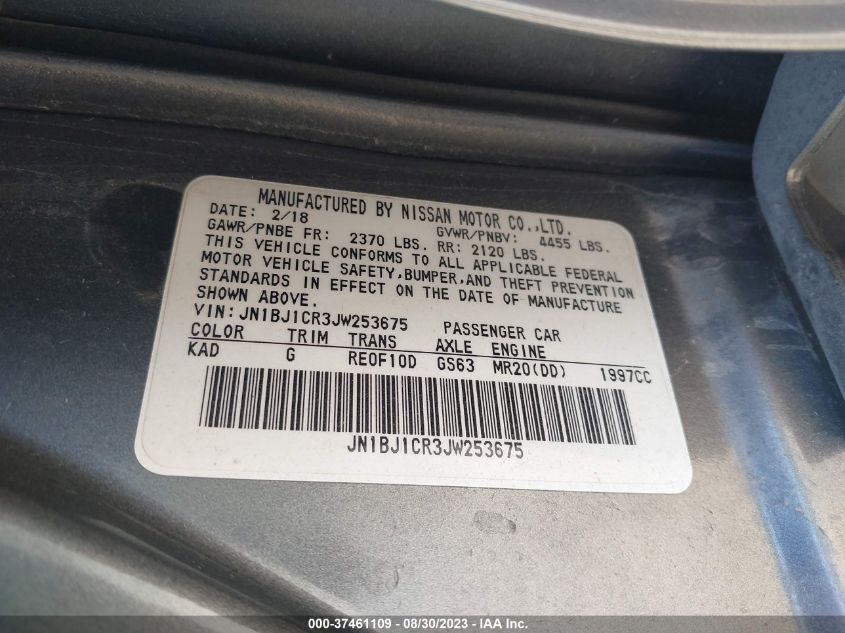 MANUFACTURED BY NISSAN MOTOR CO.,LTD.
DATE: 2/18 GVWR/PNBV: 4455 LBS.
GAWR/PNBE FR: 2370 LBS. RR: 2120 LBS.
THIS VEHICLE CONFORMS TO ALL APPLICABLE FEDERAL
MOTOR VEHICLE SAFETY,BUMPER,AND THEFT PREVENTION
STANDARDS IN EFFECT ON THE DATE OF MANUFACTURE
SHOWN ABOVE.
VIN:JN1BJ1CR3JW253675 PASSENGER CAR
COLOR TRIM TRANS AXLE ENGINE
KAD G RE0F10D GS63 MR20(DD) 1997CC
JN1BJ1CR3JW253675
000-37461109 - 08/30/2023 - IAA Inc.